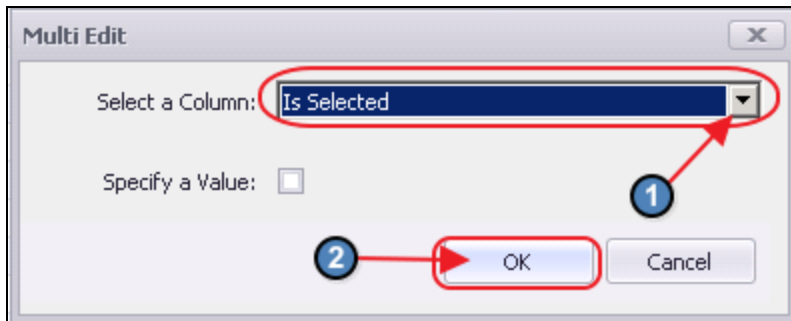 Multi Edit
Select a Column: Is Selected
1
Specify a Value:
2 OK Cancel